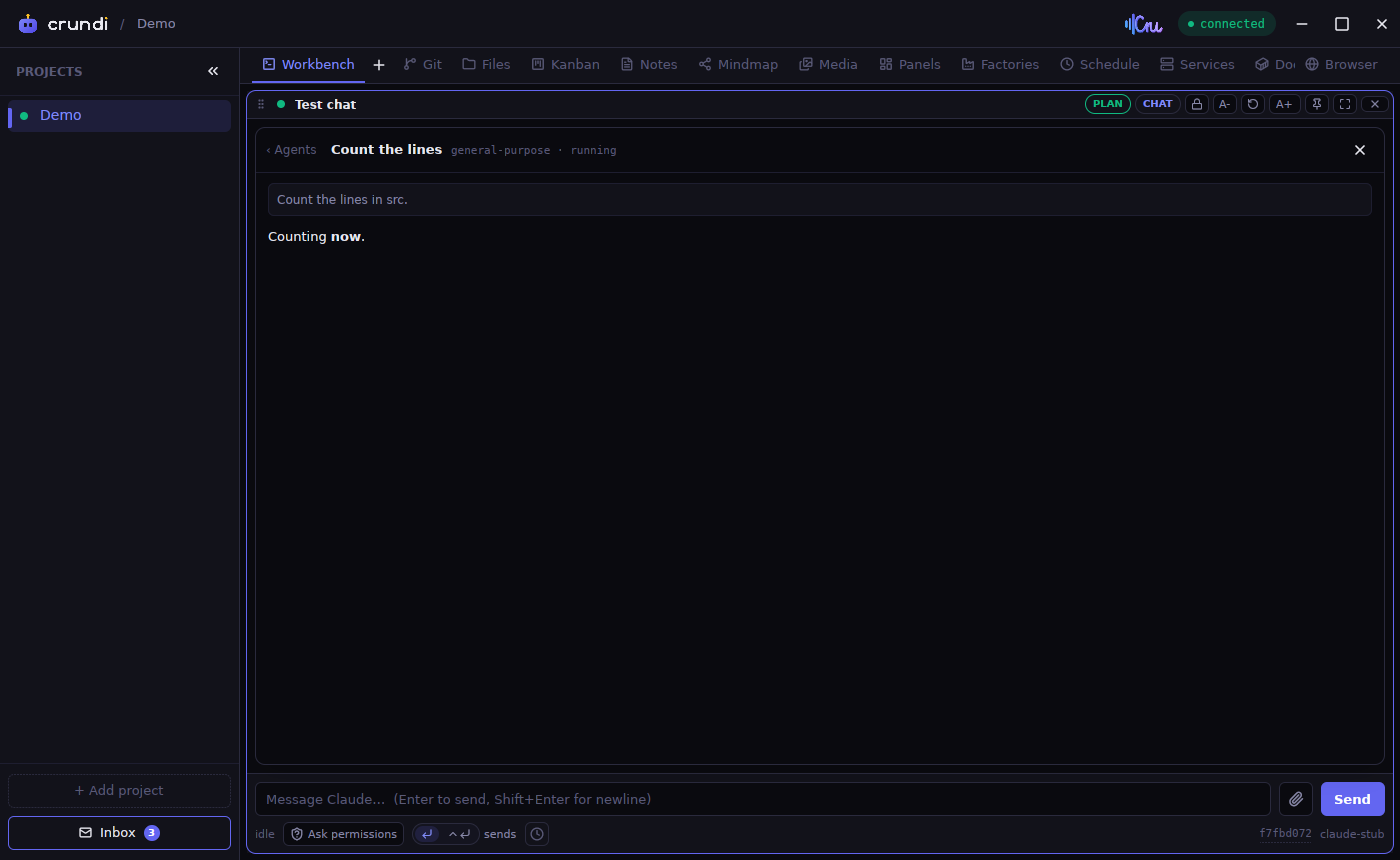 crundi / Demo
Cru
connected
PROJECTS
Workbench
Git
Files
Kanban
Notes
Mindmap
Media
Panels
Factories
Schedule
Services
Doc
Browser
Demo
Test chat
PLAN
CHAT
A-
A+
‹ Agents
Count the lines
general-purpose · running
Count the lines in src.
Counting now.
+ Add project
Inbox 3
Message Claude… (Enter to send, Shift+Enter for newline)
Send
idle
Ask permissions
sends
f7fbd072
claude-stub